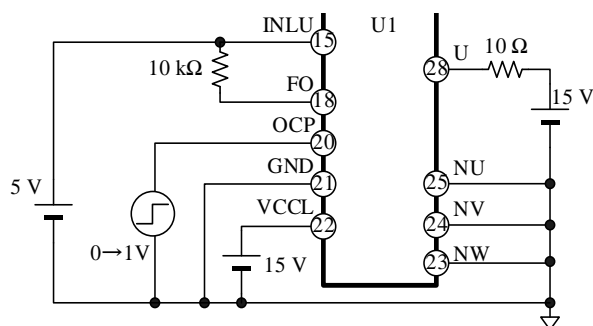 INLU
15
U1
10 Ω
U
28
10 kΩ
FO
18
15 V
OCP
20
GND
21
NU
25
5 V
VCCL
22
NV
24
0→1V
15 V
NW
23